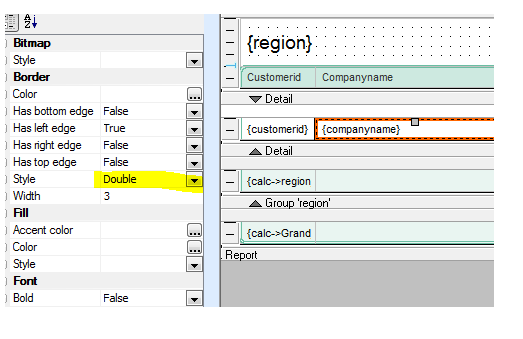 A
Z
Bitmap
Style
Border
Color
...
Has bottom edge False
Has left edge True
Has right edge False
Has top edge False
Style Double
Width 3
Fill
Accent color ...
Color ...
Style
Font
Bold False
{region}
Customerid Companyname
Detail
{customerid} {companyname}
Detail
{calc->region
Group 'region'
{calc->Grand
Report